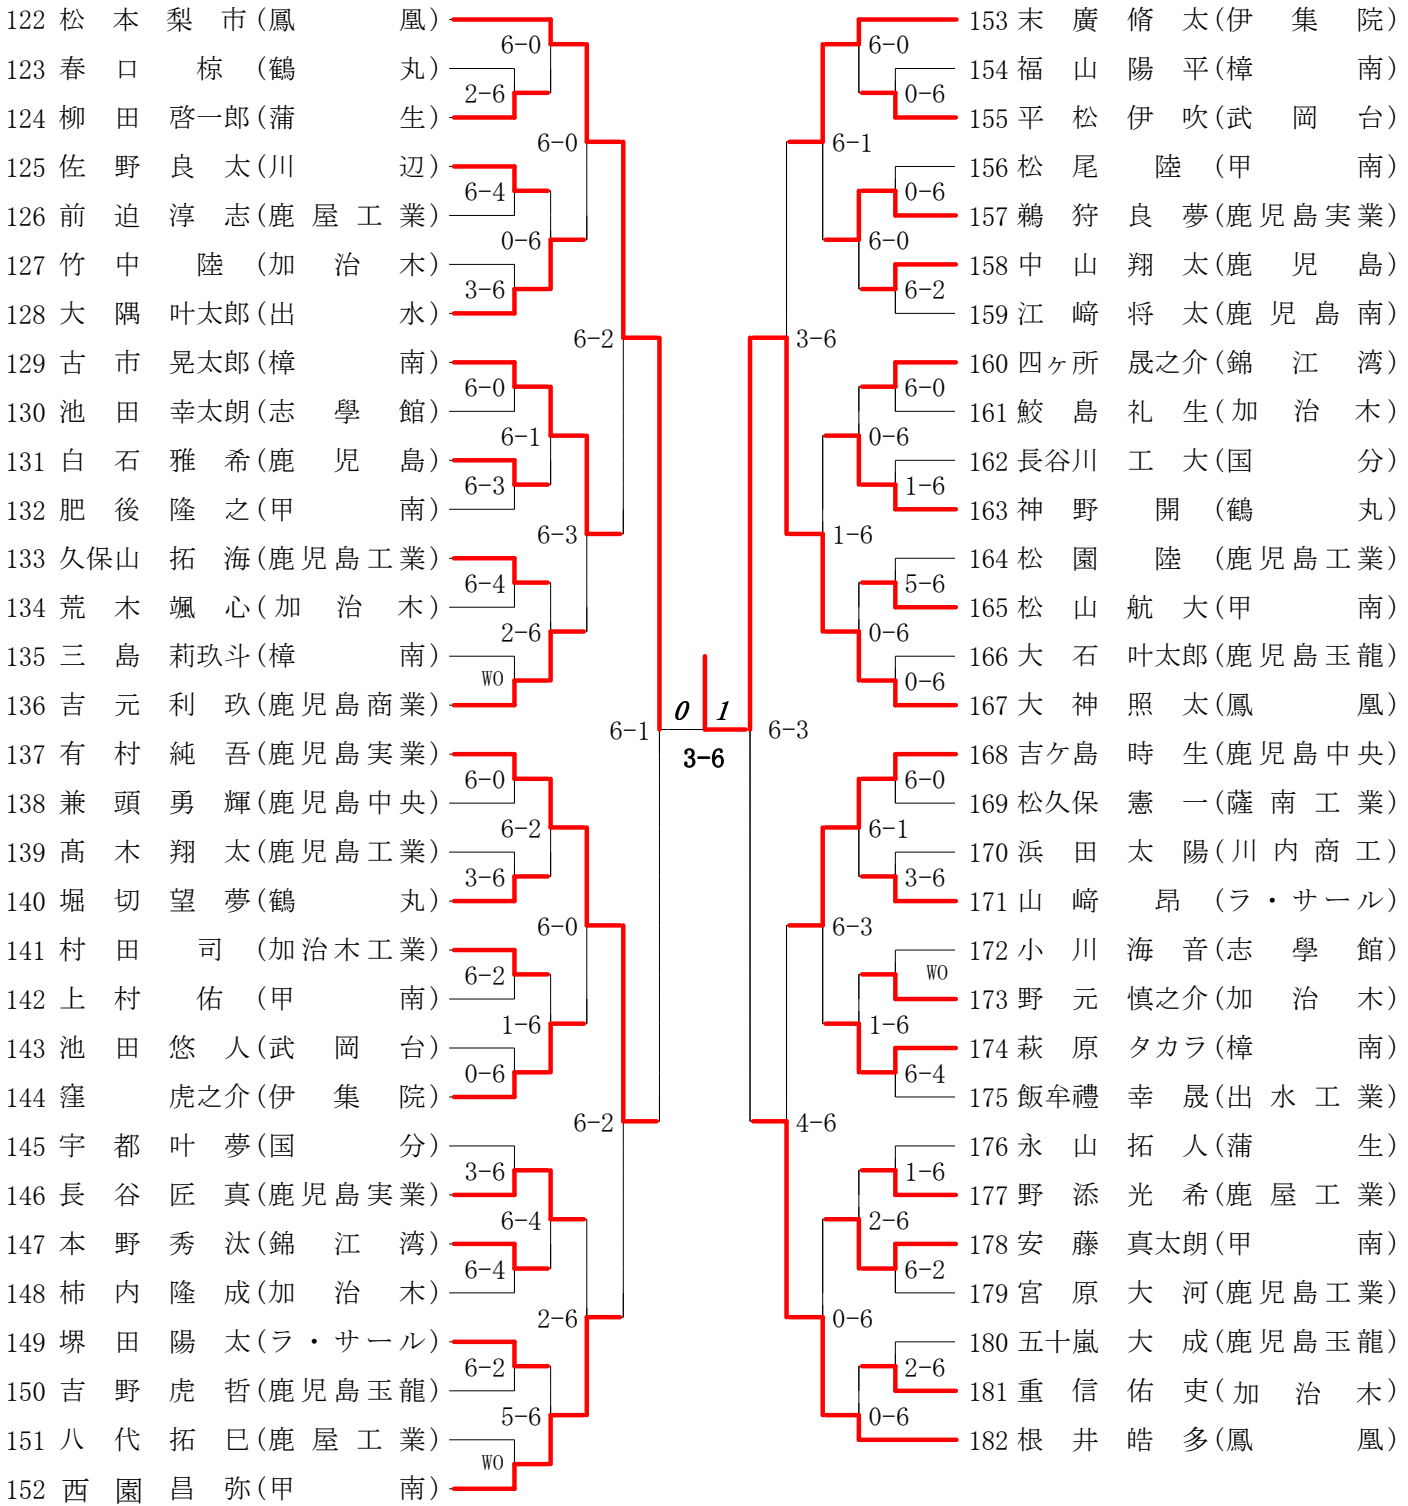 122 松本 梨市 (鳳凰)
6-0
123 春口 椋 (鶴丸)
2-6
124 柳田 啓一郎 (蒲生)
6-0
125 佐野 良太 (川辺)
6-4
126 前迫 淳志 (鹿屋工業)
0-6
127 竹中 陸 (加治木)
3-6
128 大隅 叶太郎 (出水)
6-2
129 古市 晃太郎 (樟南)
6-0
130 池田 幸太朗 (志學館)
6-1
131 白石 雅希 (鹿児島)
6-3
132 肥後 隆之 (甲南)
6-3
133 久保山 拓海 (鹿児島工業)
6-4
134 荒木 颯心 (加治木)
2-6
135 三島 莉玖斗 (樟南)
WO
136 吉元 利玖 (鹿児島商業)
6-1
137 有村 純吾 (鹿児島実業)
6-0
138 兼頭 勇輝 (鹿児島中央)
6-2
139 髙木 翔太 (鹿児島工業)
3-6
140 堀切 望夢 (鶴丸)
6-0
141 村田 司 (加治木工業)
6-2
142 上村 佑 (甲南)
1-6
143 池田 悠人 (武岡台)
0-6
144 窪 虎之介 (伊集院)
6-2
145 宇都 叶夢 (国分)
3-6
146 長谷 匠真 (鹿児島実業)
6-4
147 本野 秀汰 (錦江湾)
6-4
148 柿内 隆成 (加治木)
2-6
149 堺田 陽太 (ラ・サール)
6-2
150 吉野 虎哲 (鹿児島玉龍)
5-6
151 八代 拓巳 (鹿屋工業)
WO
152 西園 昌弥 (甲南)
0 1
3-6
153 末廣 脩太 (伊集院)
6-0
154 福山 陽平 (樟南)
0-6
155 平松 伊吹 (武岡台)
6-1
156 松尾 陸 (甲南)
0-6
157 鵜狩 良夢 (鹿児島実業)
6-0
158 中山 翔太 (鹿児島)
6-2
159 江﨑 将太 (鹿児島南)
3-6
160 四ヶ所 晟之介 (錦江湾)
6-0
161 鮫島 礼生 (加治木)
0-6
162 長谷川 工大 (国分)
1-6
163 神野 開 (鶴丸)
1-6
164 松園 陸 (鹿児島工業)
5-6
165 松山 航大 (甲南)
0-6
166 大石 叶太郎 (鹿児島玉龍)
0-6
167 大神 照太 (鳳凰)
6-3
168 吉ケ島 時生 (鹿児島中央)
6-0
169 松久保 憲一 (薩南工業)
6-1
170 浜田 太陽 (川内商工)
3-6
171 山﨑 昂 (ラ・サール)
6-3
172 小川 海音 (志學館)
WO
173 野元 慎之介 (加治木)
1-6
174 萩原 タカラ (樟南)
6-4
175 飯牟禮 幸晟 (出水工業)
4-6
176 永山 拓人 (蒲生)
1-6
177 野添 光希 (鹿屋工業)
2-6
178 安藤 真太朗 (甲南)
6-2
179 宮原 大河 (鹿児島工業)
0-6
180 五十嵐 大成 (鹿児島玉龍)
2-6
181 重信 佑吏 (加治木)
0-6
182 根井 皓多 (鳳凰)